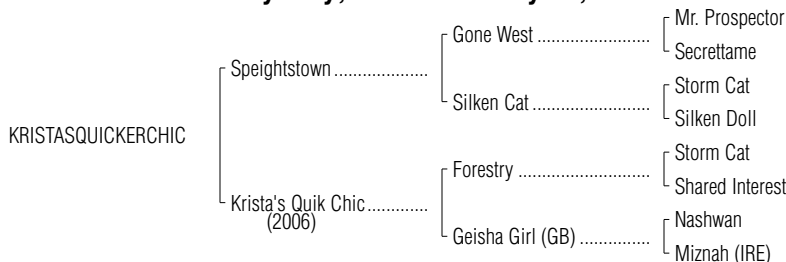 Mr. Prospector
Gone West
Secrettame
Speightstown
Storm Cat
Silken Cat
Silken Doll
KRISTASQUICKERCHIC
Storm Cat
Forestry
Shared Interest
Krista's Quik Chic
(2006)
Nashwan
Geisha Girl (GB)
Miznah (IRE)